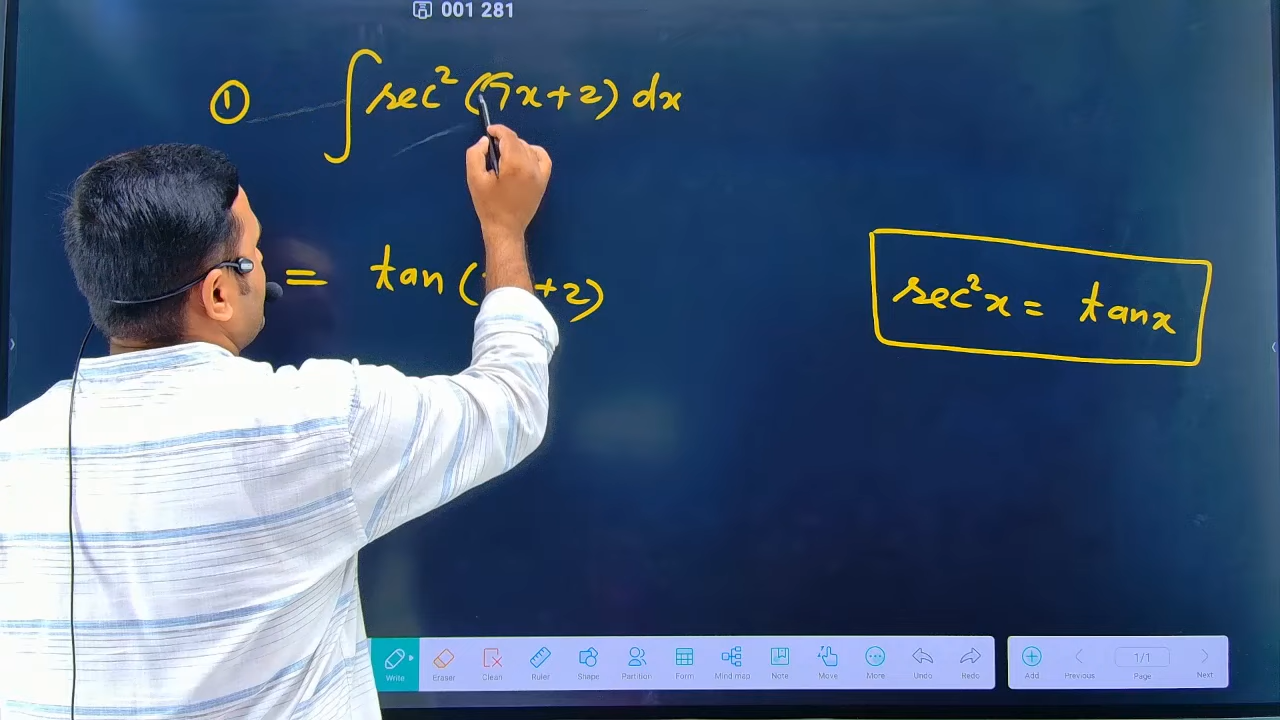 001 281
① ∫ sec² (7x+2) dx
= tan ( +2)
sec²x = tanx
Write Eraser Clean Ruler Shape Partition Form Mind map Note Move More Undo Redo Add Previous 1/1 Page Next